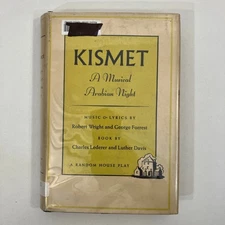 KISMET
A Musical
Arabian Night
MUSIC & LYRICS BY
Robert Wright and George Forrest
BOOK BY
Charles Lederer and Luther Davis
A RANDOM HOUSE PLAY